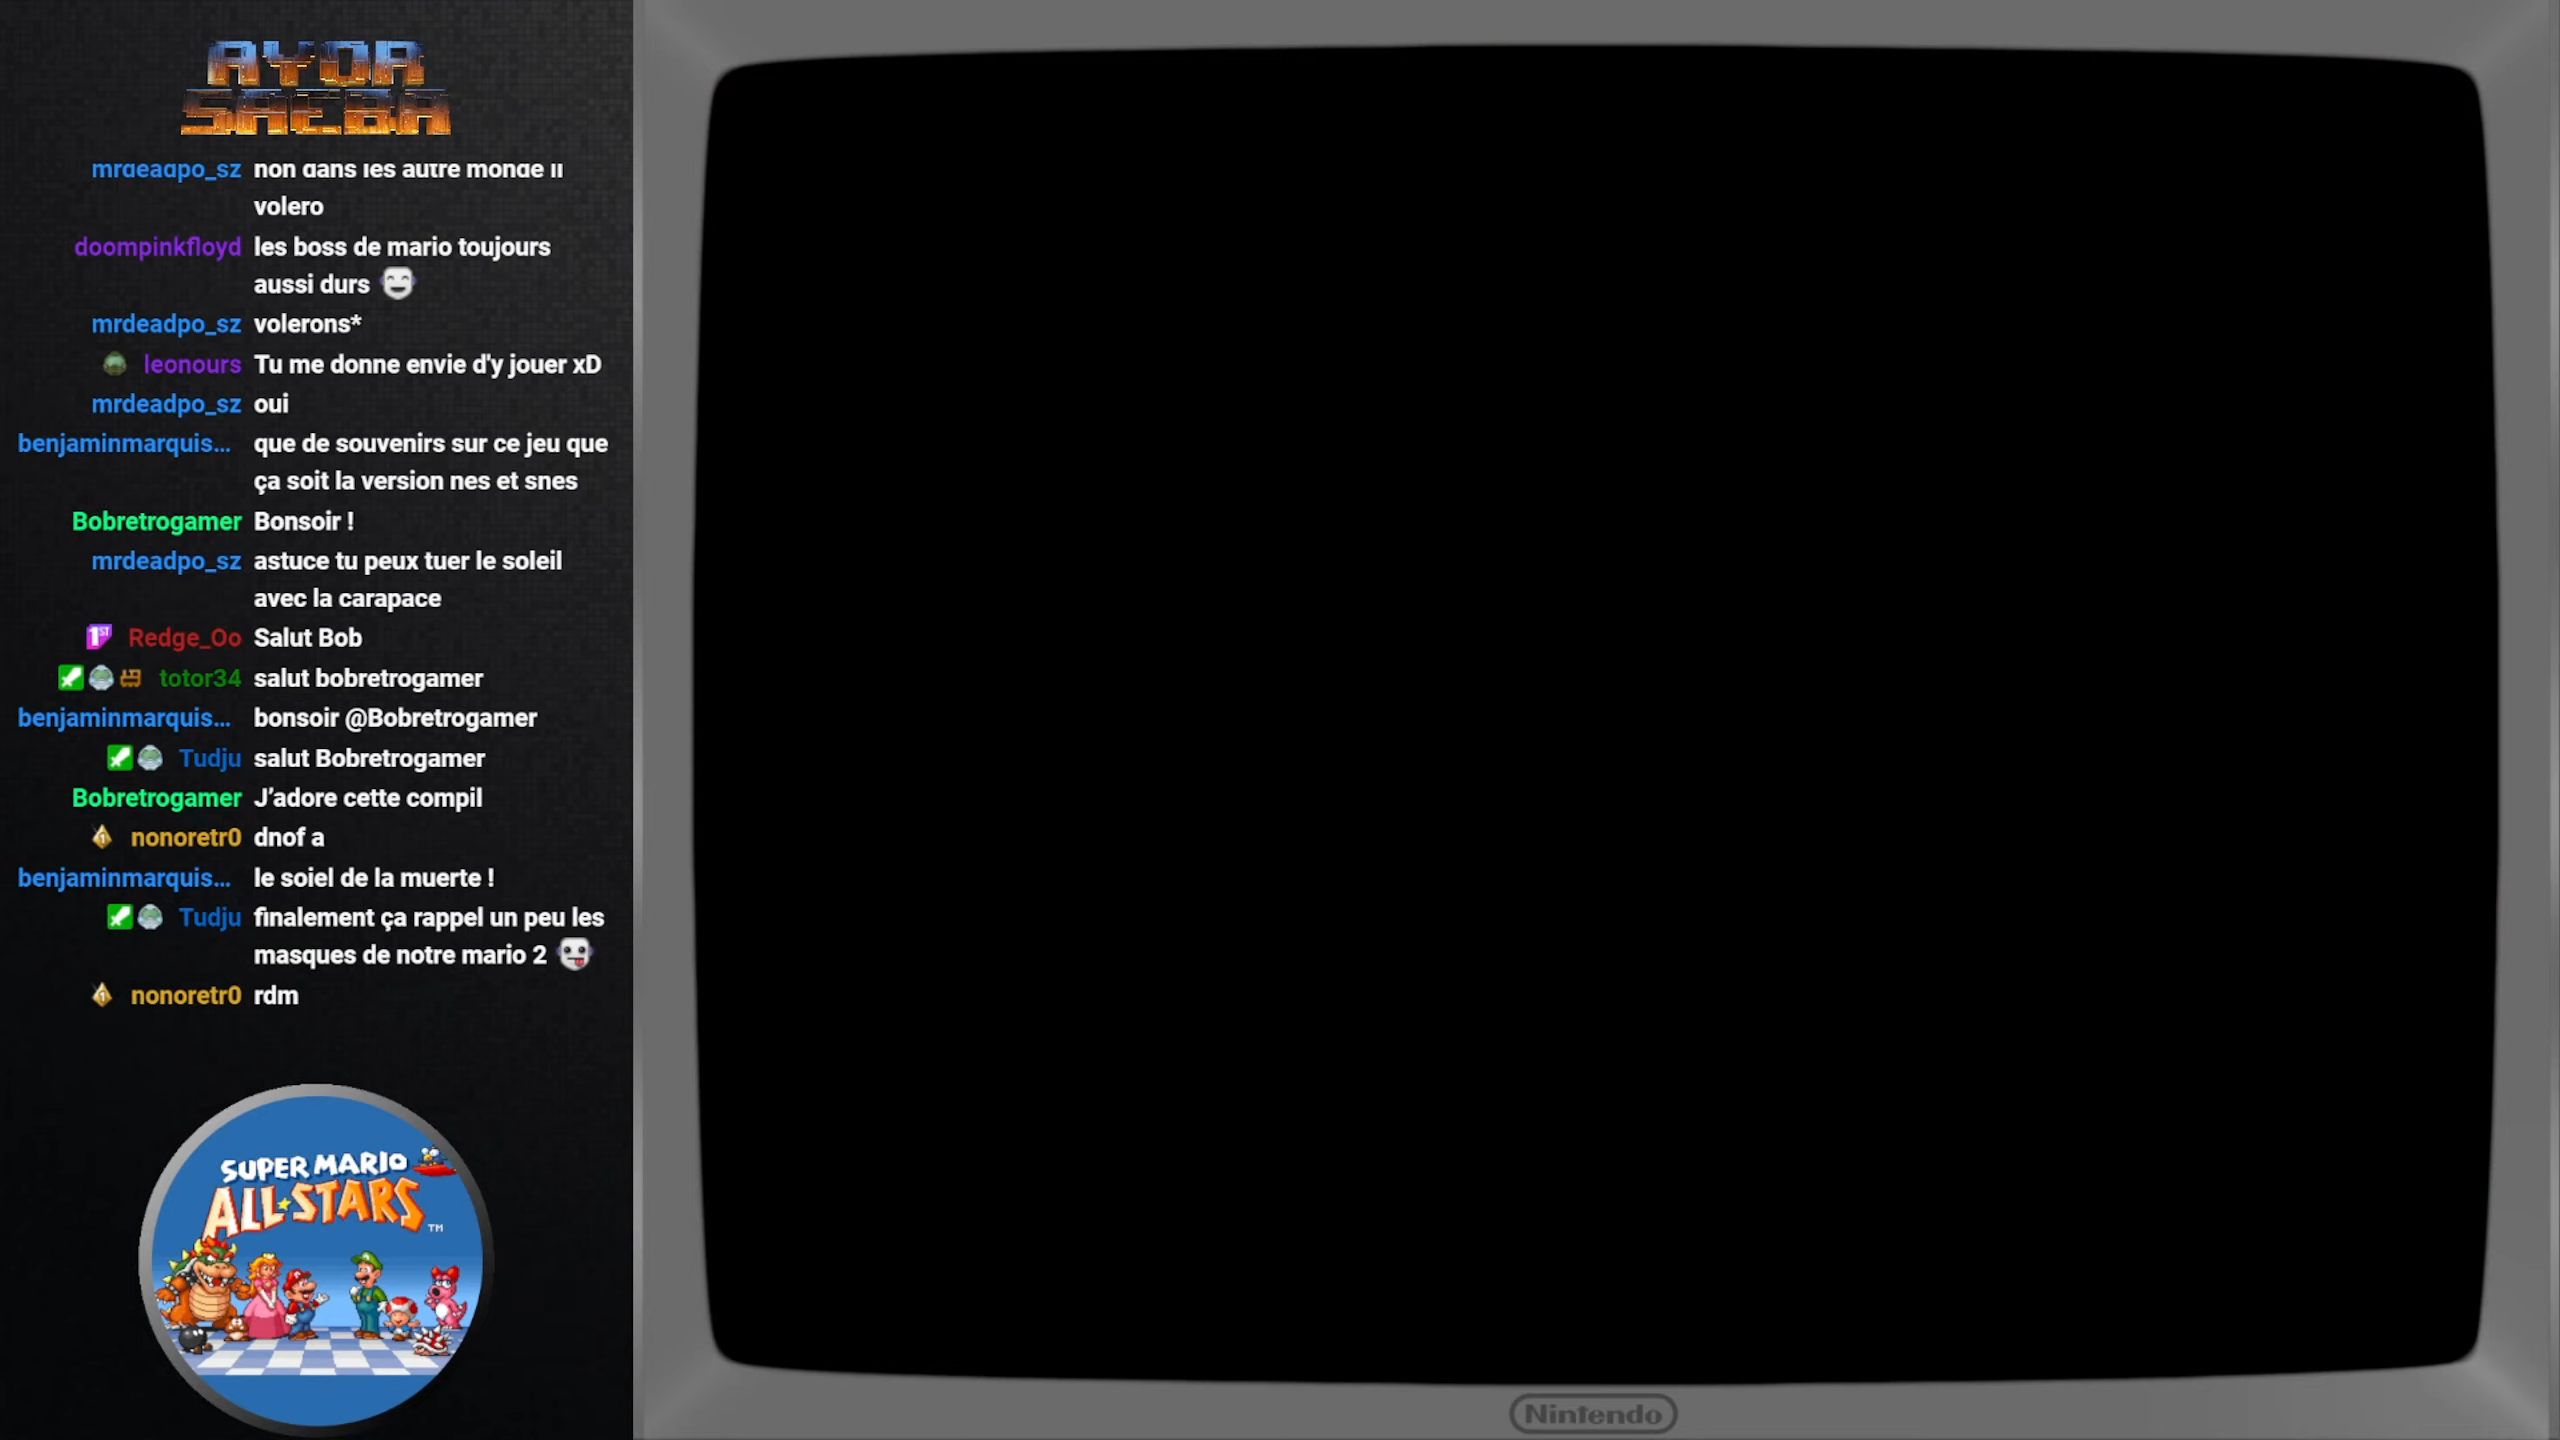 AYOR
SAEBA
mrdeadpo_sz non dans les autre monde il
volero
doompinkfloyd les boss de mario toujours
aussi durs
mrdeadpo_sz volerons*
leonours Tu me donne envie d'y jouer xD
mrdeadpo_sz oui
benjaminmarquis... que de souvenirs sur ce jeu que
ça soit la version nes et snes
Bobretrogamer Bonsoir !
mrdeadpo_sz astuce tu peux tuer le soleil
avec la carapace
1ST Redge_Oo Salut Bob
totor34 salut bobretrogamer
benjaminmarquis... bonsoir @Bobretrogamer
Tudju salut Bobretrogamer
Bobretrogamer J'adore cette compil
1 nonoretr0 dnof a
benjaminmarquis... le soiel de la muerte !
Tudju finalement ça rappel un peu les
masques de notre mario 2
1 nonoretr0 rdm
SUPER MARIO
ALL-STARS TM
Nintendo